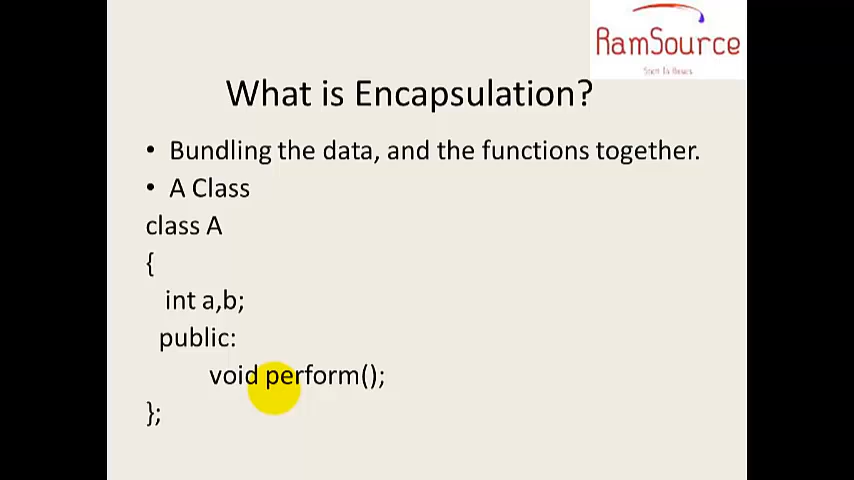 RamSource
What is Encapsulation?
• Bundling the data, and the functions together.
• A Class
class A
{
int a,b;
public:
void perform();
};